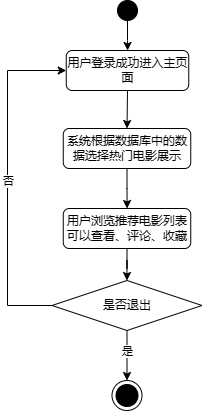 用户登录成功进入主页
面
系统根据数据库中的数
据选择热门电影展示
用户浏览推荐电影列表
可以查看、评论、收藏
否
是否退出
是